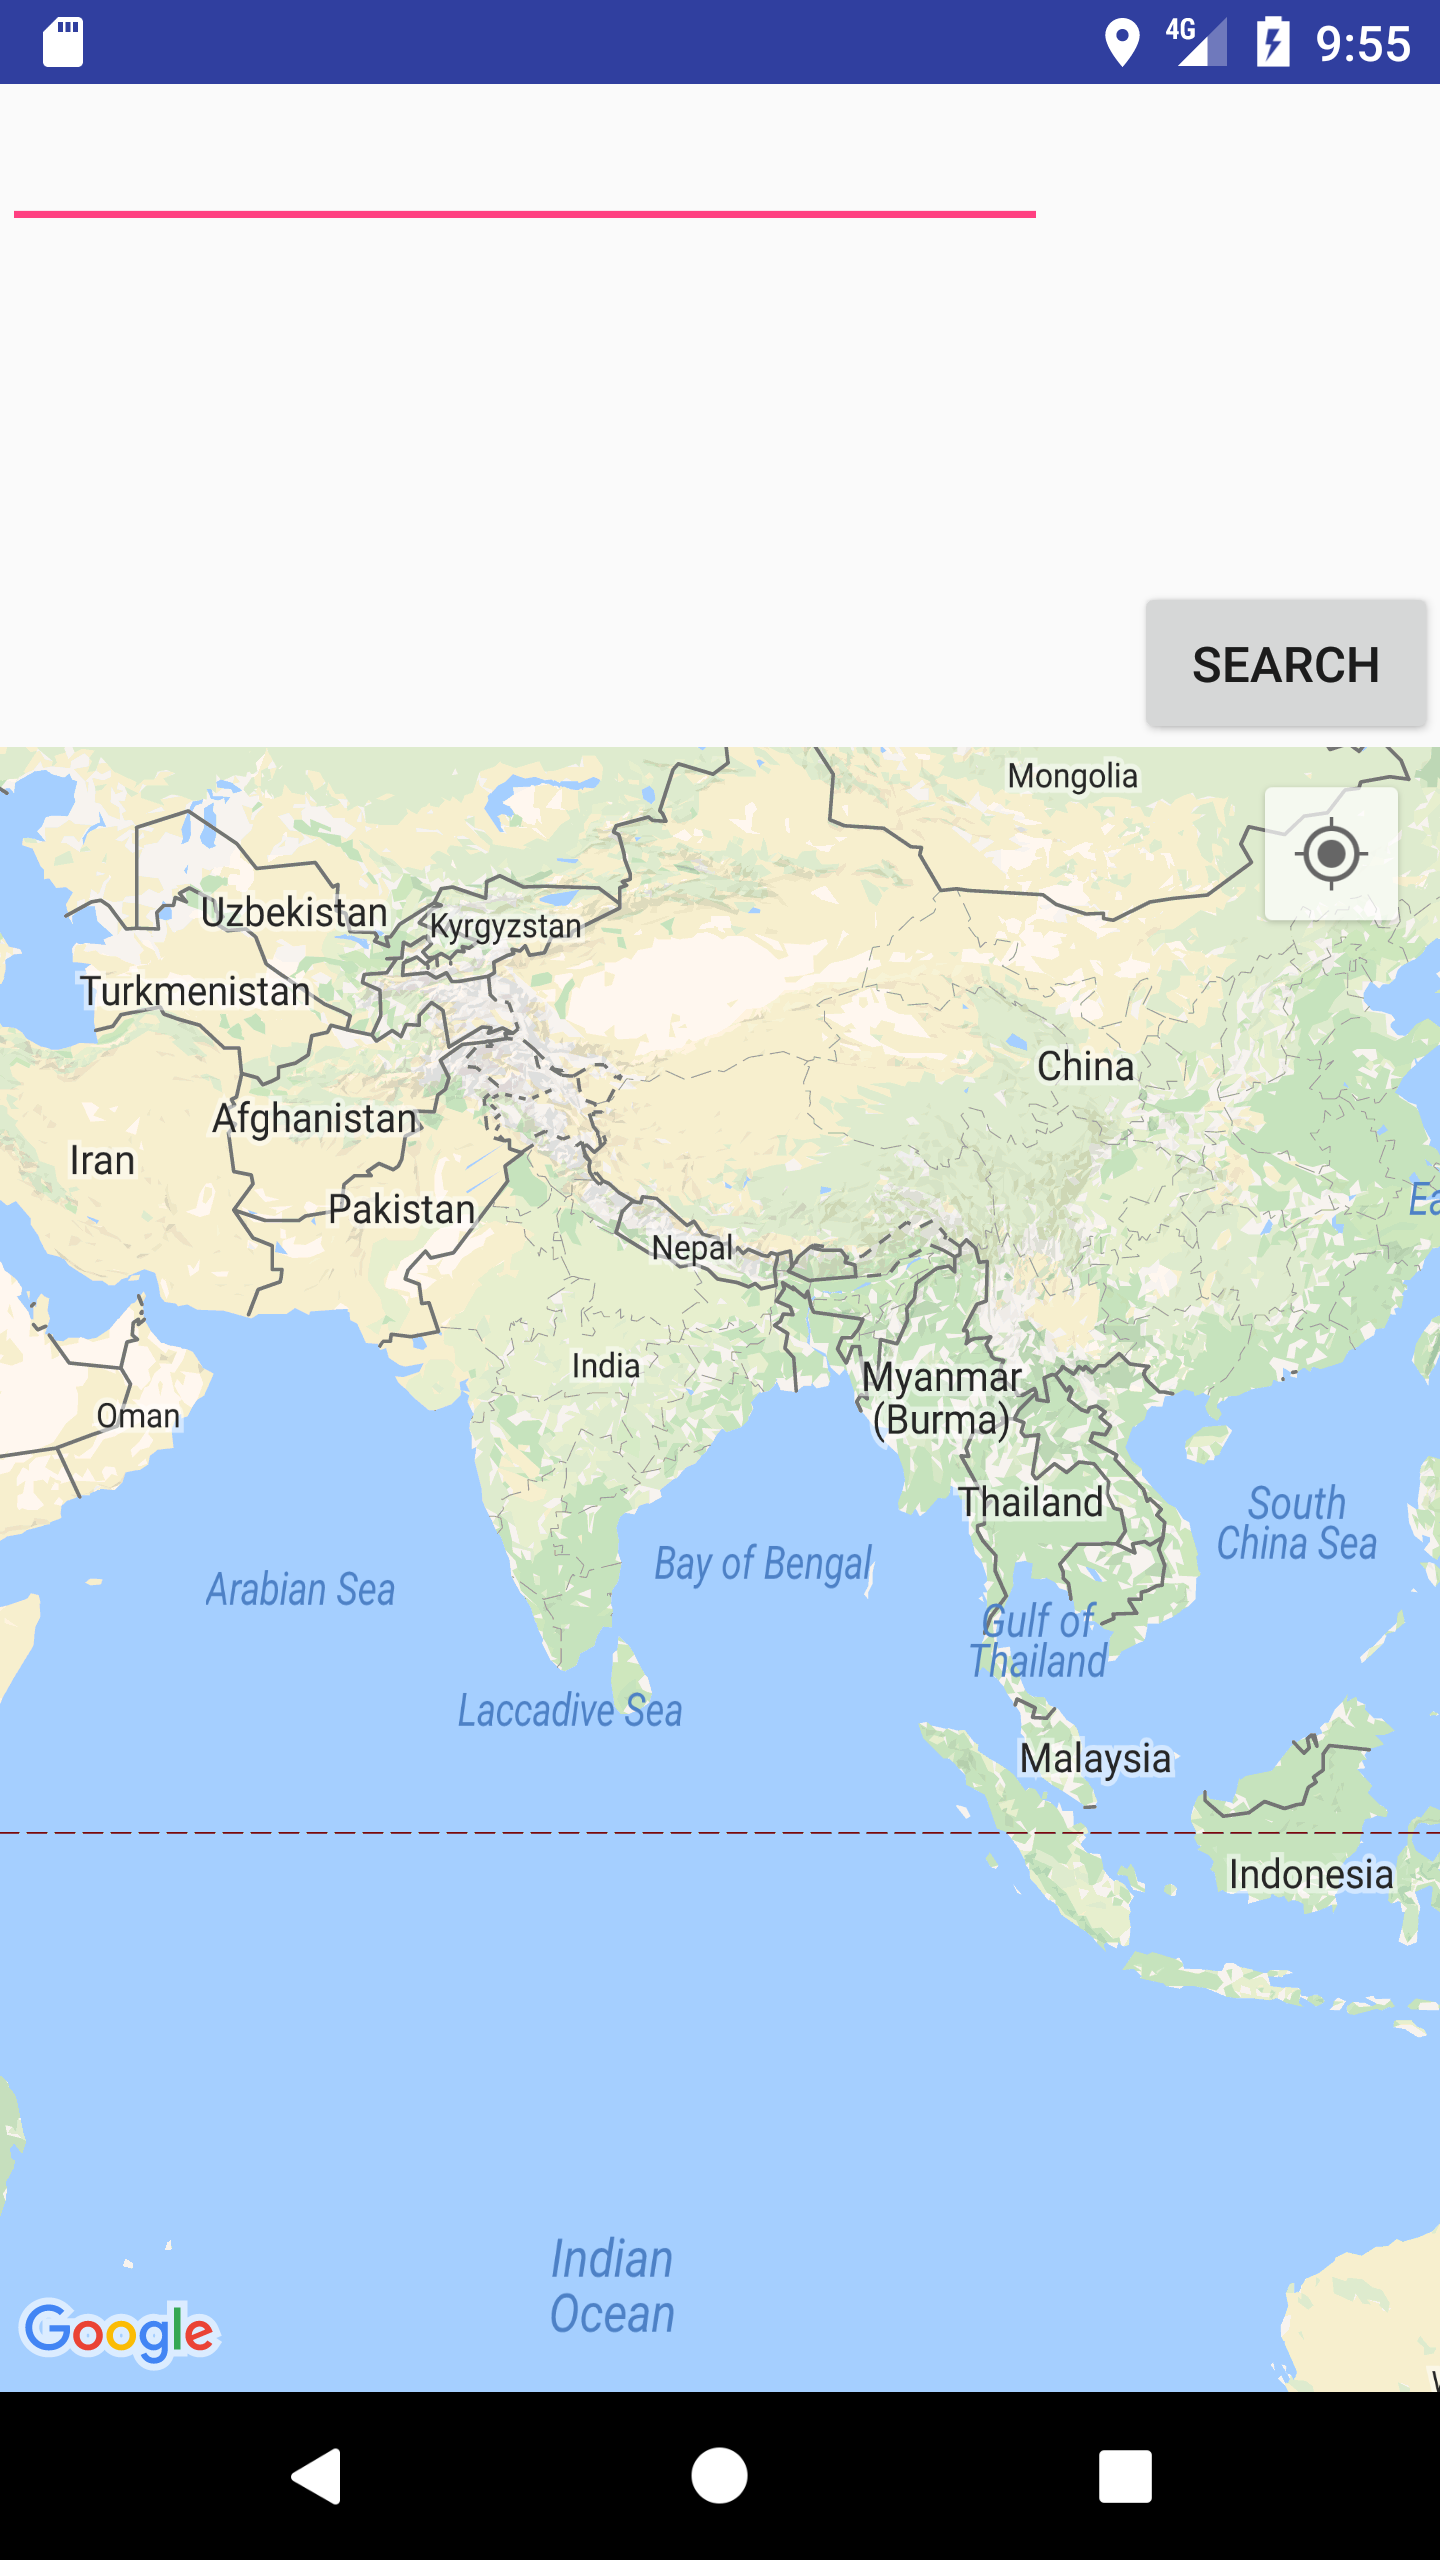 4G 9:55
SEARCH
Mongolia
Uzbekistan
Kyrgyzstan
Turkmenistan
China
Afghanistan
Iran
Pakistan
Nepal
India
Myanmar
(Burma)
Oman
Thailand
South
China Sea
Bay of Bengal
Arabian Sea
Gulf of
Thailand
Laccadive Sea
Malaysia
Indonesia
Indian
Ocean
Google